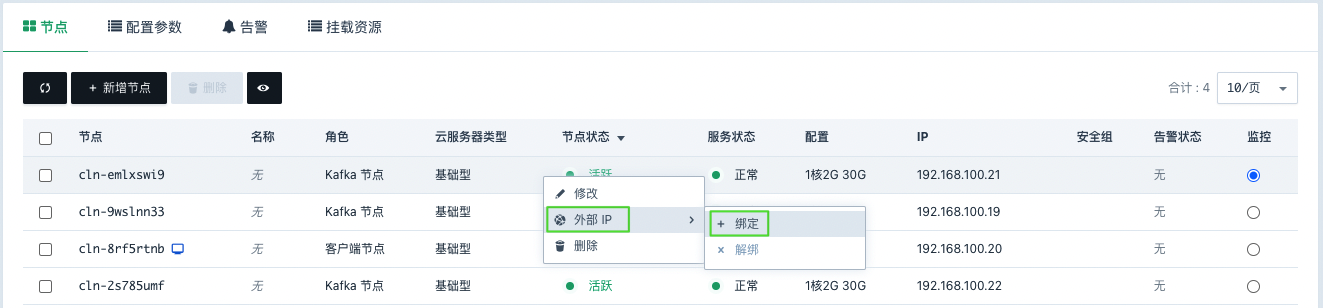 节点 配置参数 告警 挂载资源
+ 新增节点 删除 合计 : 4 10/页
节点 名称 角色 云服务器类型 节点状态 服务状态 配置 IP 安全组 告警状态 监控
cln-emlxswi9 无 Kafka 节点 基础型 活跃 正常 1核2G 30G 192.168.100.21 无
修改
cln-9wslnn33 无 Kafka 节点 基础型 192.168.100.19 无
外部 IP + 绑定
cln-8rf5rtnb 无 客户端节点 基础型 192.168.100.20 无
删除 × 解绑
cln-2s785umf 无 Kafka 节点 基础型 活跃 正常 1核2G 30G 192.168.100.22 无